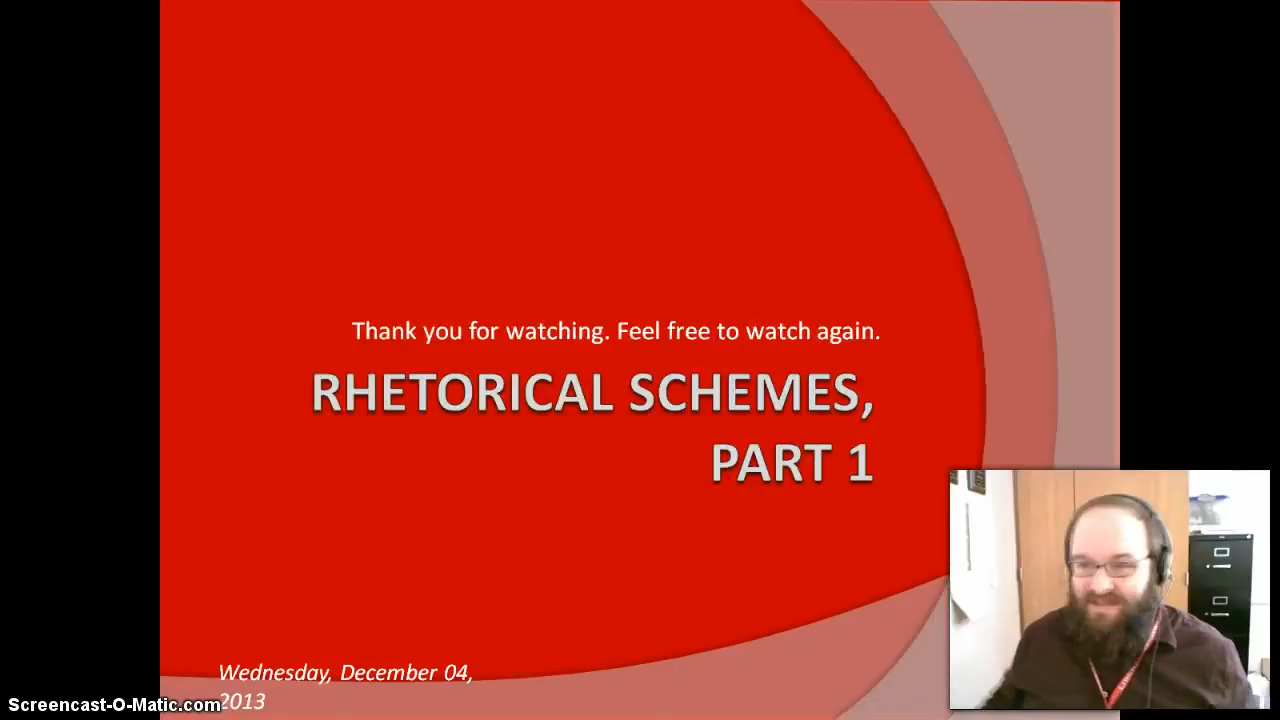 Thank you for watching. Feel free to watch again.
RHETORICAL SCHEMES,
PART 1
Wednesday, December 04,
2013
Screencast-O-Matic.com